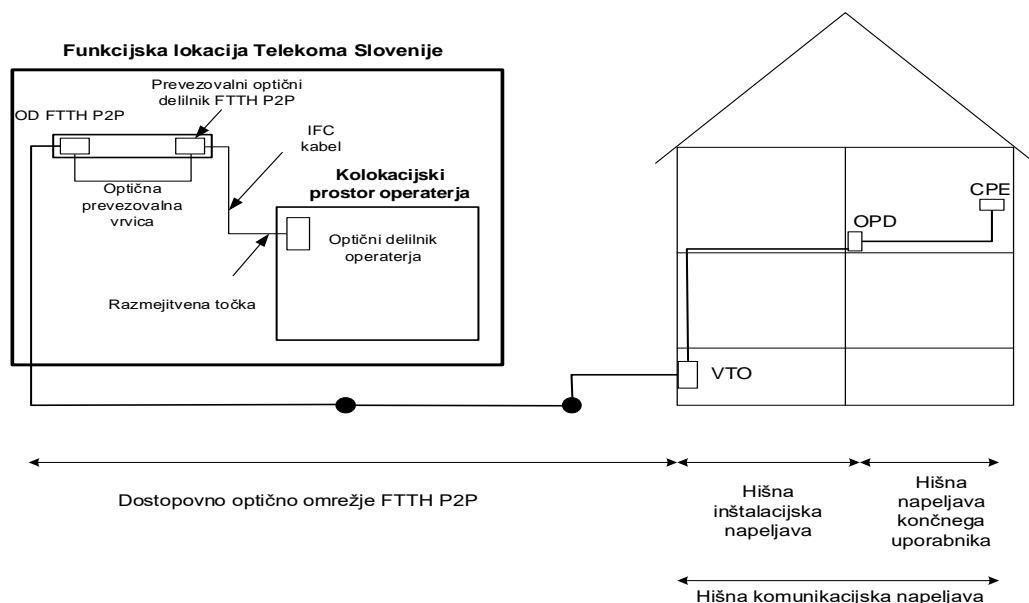 Funkcijska lokacija Telekoma Slovenije
Prevezovalni optični
delilnik FTTH P2P
OD FTTH P2P
IFC
kabel
Optična
prevezovalna
vrvica
Kolokacijski
prostor operaterja
Optični delilnik
operaterja
Razmejitvena točka
CPE
OPD
VTO
Dostopovno optično omrežje FTTH P2P
Hišna
inštalacijska
napeljava
Hišna
napeljava
končnega
uporabnika
Hišna komunikacijska napeljava